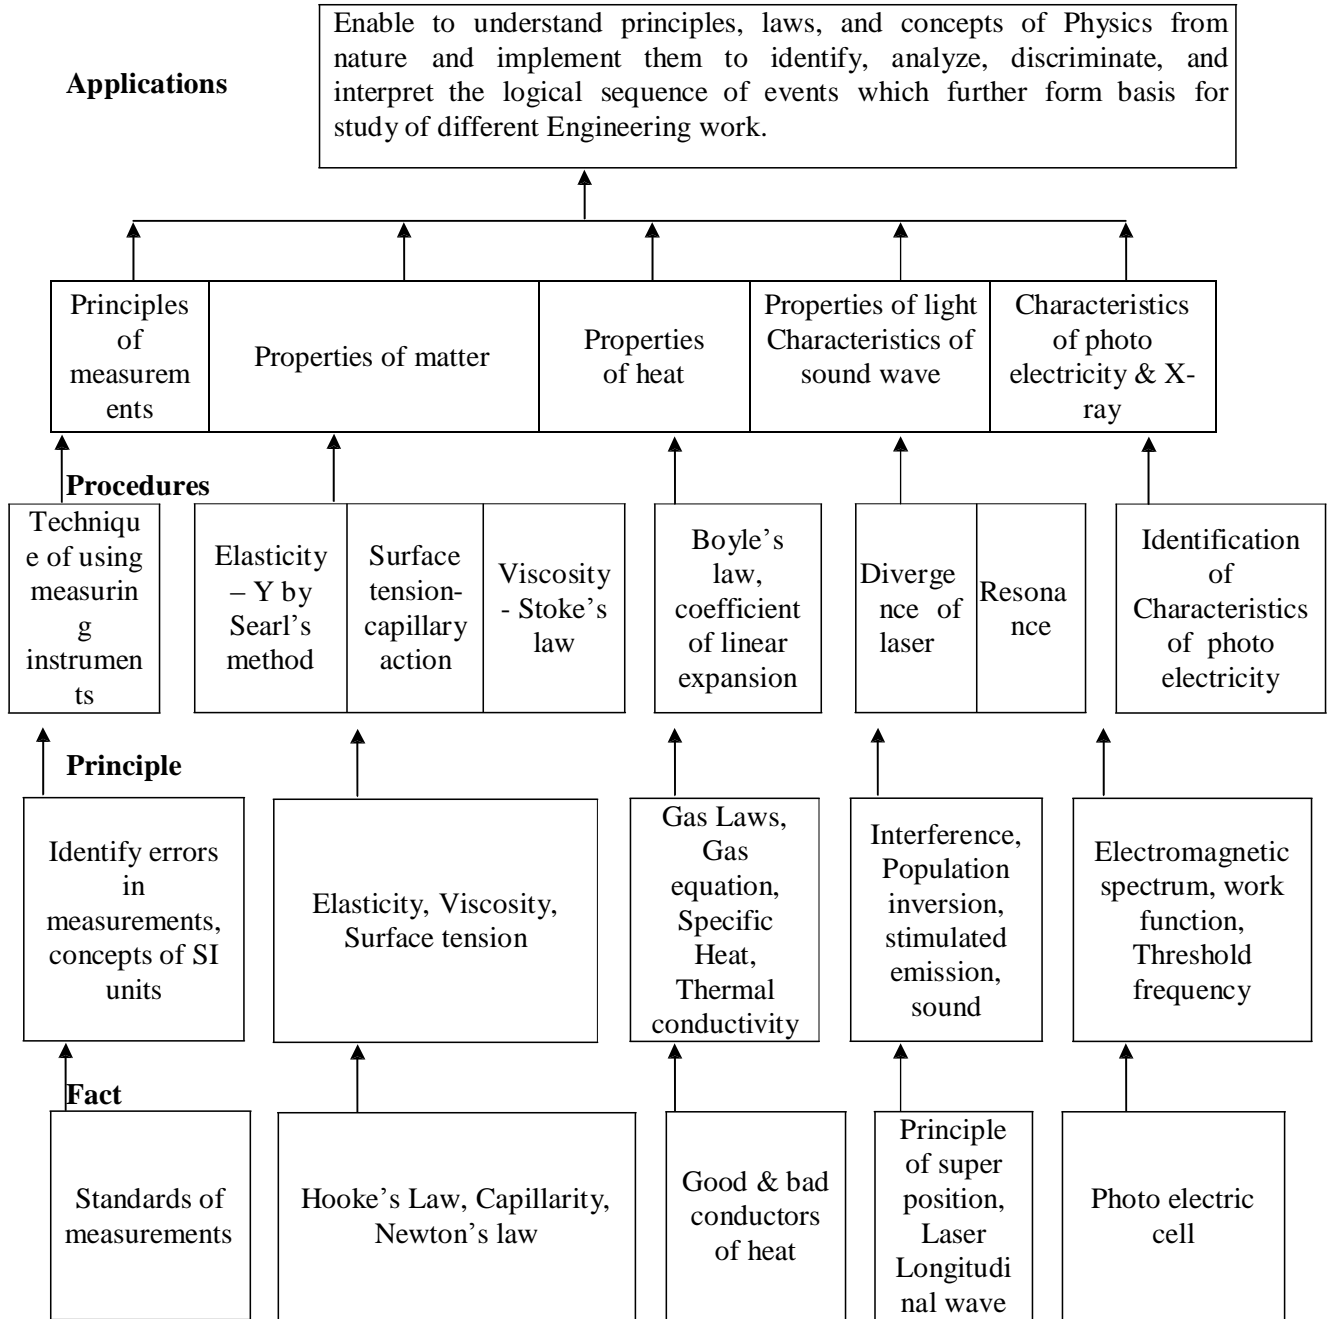 Enable to understand principles, laws, and concepts of Physics from
nature and implement them to identify, analyze, discriminate, and
interpret the logical sequence of events which further form basis for
study of different Engineering work.
Applications
Principles
of
measurem
ents
Properties of matter
Properties
of heat
Properties of light
Characteristics of
sound wave
Characteristics
of photo
electricity & X-
ray
Procedures
Techniqu
e of using
measurin
g
instrumen
ts
Elasticity
– Y by
Searl’s
method
Surface
tension-
capillary
action
Viscosity
- Stoke’s
law
Boyle’s
law,
coefficient
of linear
expansion
Diverge
nce of
laser
Resona
nce
Identification
of
Characteristics
of photo
electricity
Principle
Identify errors
in
measurements,
concepts of SI
units
Elasticity, Viscosity,
Surface tension
Gas Laws,
Gas
equation,
Specific
Heat,
Thermal
conductivity
Interference,
Population
inversion,
stimulated
emission,
sound
Electromagnetic
spectrum, work
function,
Threshold
frequency
Fact
Standards of
measurements
Hooke’s Law, Capillarity,
Newton’s law
Good & bad
conductors
of heat
Principle
of super
position,
Laser
Longitudi
nal wave
Photo electric
cell